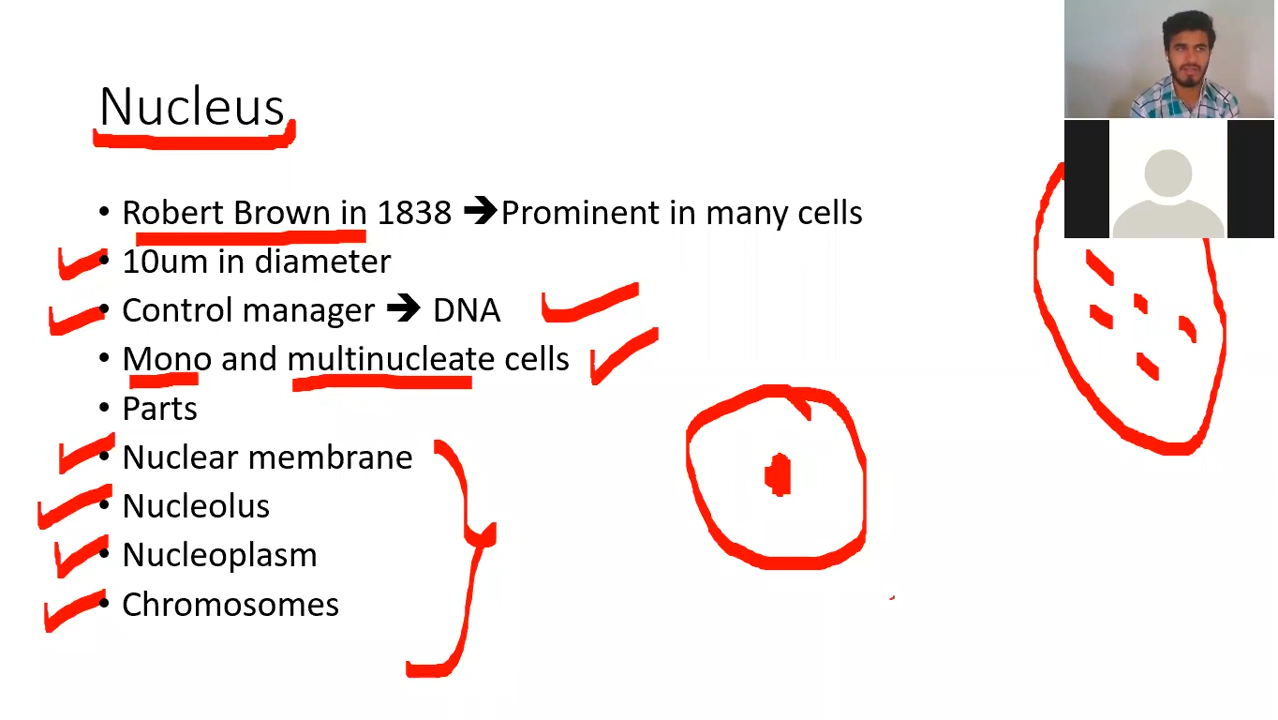 Nucleus
• Robert Brown in 1838 ➔Prominent in many cells
• 10um in diameter
• Control manager ➔ DNA
• Mono and multinucleate cells
• Parts
• Nuclear membrane
• Nucleolus
• Nucleoplasm
• Chromosomes